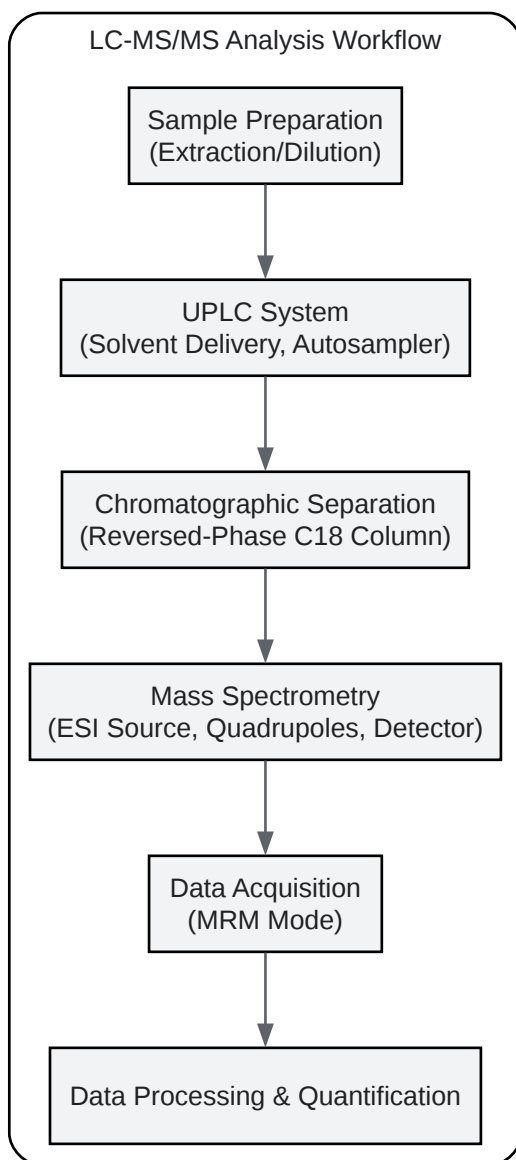 LC-MS/MS Analysis Workflow
Sample Preparation
(Extraction/Dilution)
UPLC System
(Solvent Delivery, Autosampler)
Chromatographic Separation
(Reversed-Phase C18 Column)
Mass Spectrometry
(ESI Source, Quadrupoles, Detector)
Data Acquisition
(MRM Mode)
Data Processing & Quantification